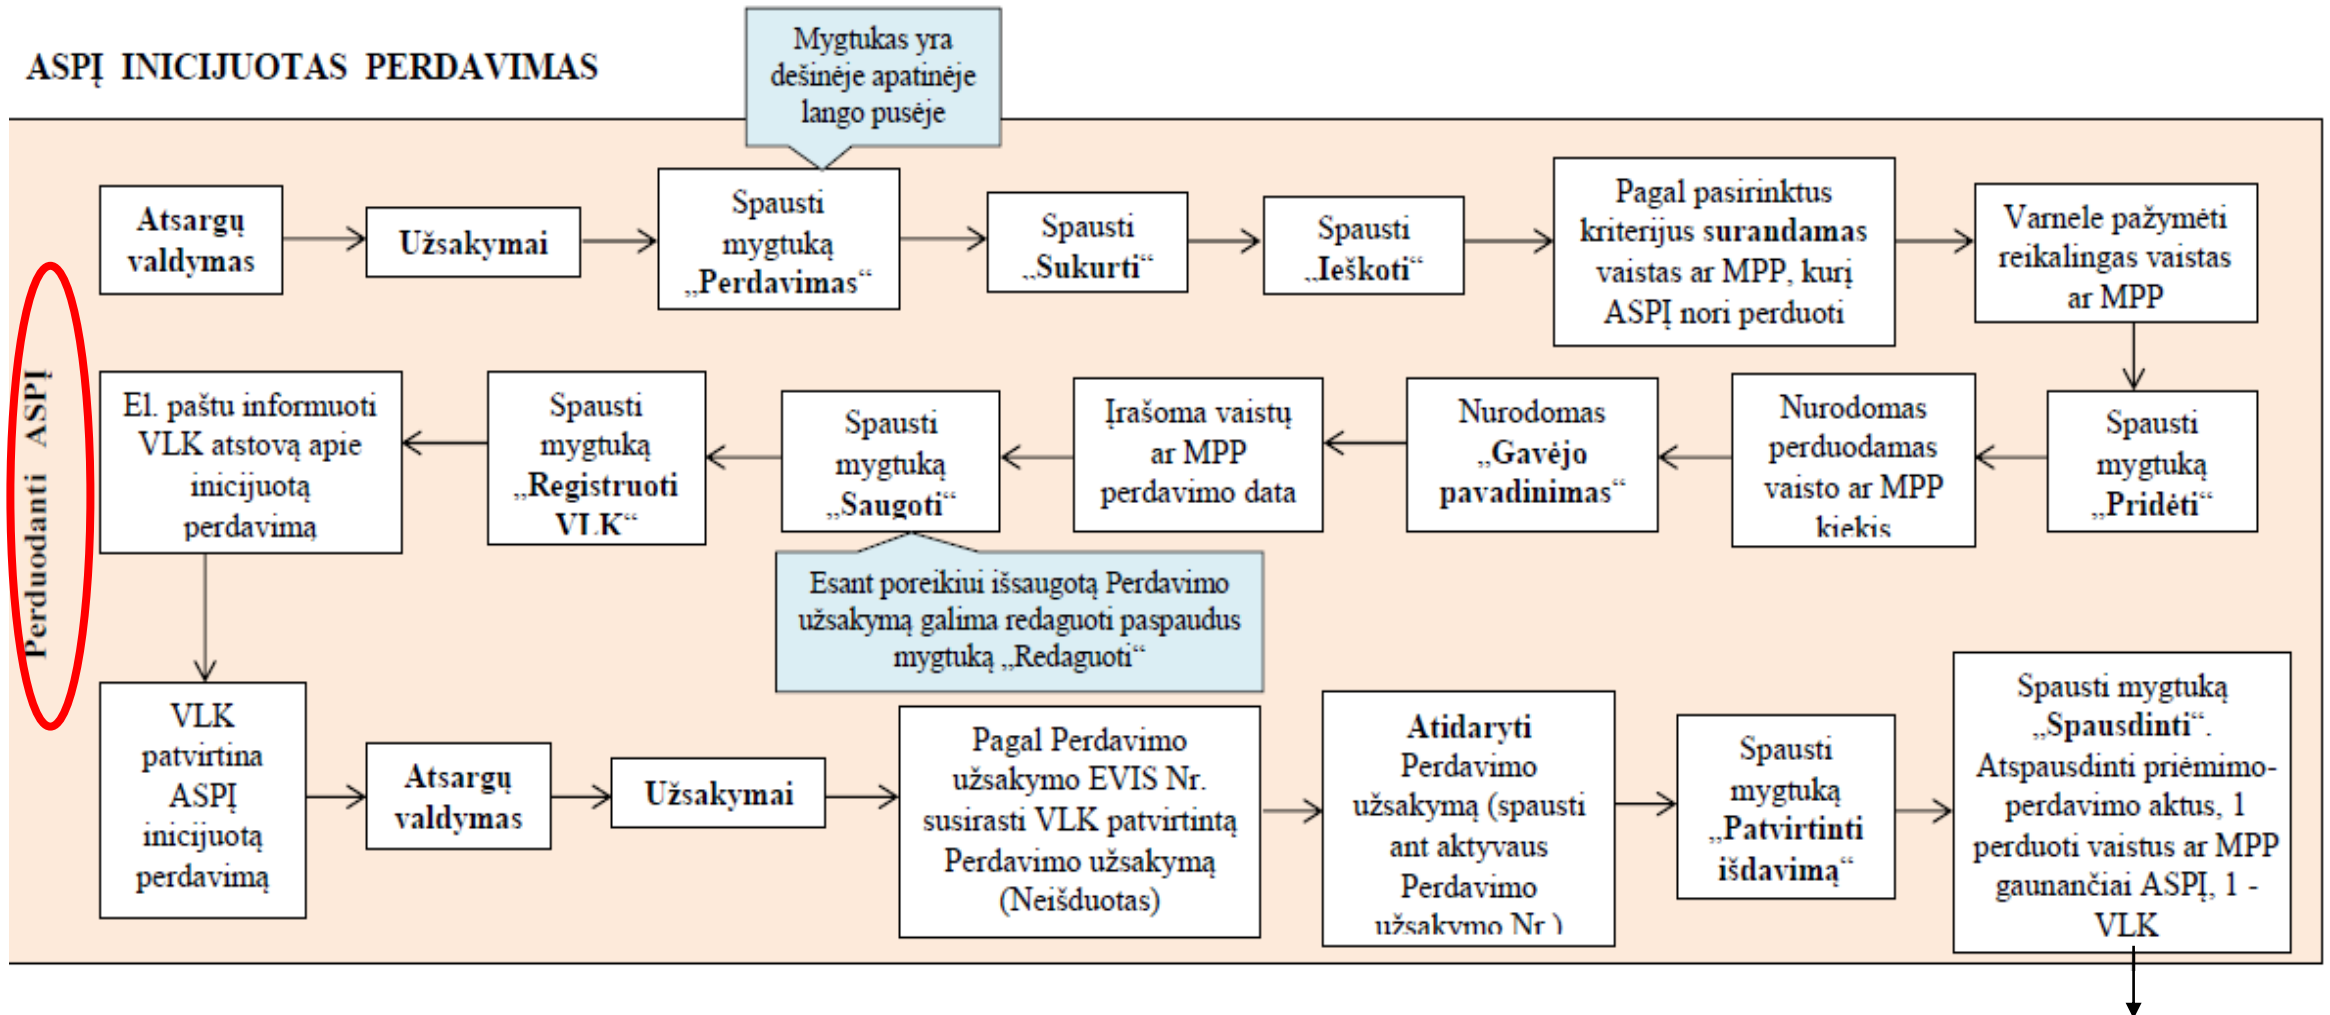 ASPĮ INICIJUOTAS PERDAVIMAS
Mygtukas yra
dešinėje apatinėje
lango pusėje
Perduodanti ASPĮ
Atsargų
valdymas
Užsakymai
Spausti
mygtuką
„Perdavimas“
Spausti
„Sukurti“
Spausti
„Ieškoti“
Pagal pasirinktus
kriterijus surandamas
vaistas ar MPP, kurį
ASPĮ nori perduoti
Varnele pažymėti
reikalingas vaistas
ar MPP
Spausti
mygtuką
„Pridėti“
Nurodomas
perduodamas
vaisto ar MPP
kiekis
Nurodomas
„Gavėjo
pavadinimas“
Įrašoma vaistų
ar MPP
perdavimo data
Spausti
mygtuką
„Saugoti“
Esant poreikiui išsaugotą Perdavimo
užsakymą galima redaguoti paspaudus
mygtuką „Redaguoti“
Spausti
mygtuką
„Registruoti
VLK“
El. paštu informuoti
VLK atstovą apie
inicijuotą
perdavimą
VLK
patvirtina
ASPĮ
inicijuotą
perdavimą
Atsargų
valdymas
Užsakymai
Pagal Perdavimo
užsakymo EVIS Nr.
susirasti VLK patvirtintą
Perdavimo užsakymą
(Neišduotas)
Atidaryti
Perdavimo
užsakymą (spausti
ant aktyvaus
Perdavimo
užsakymo Nr.)
Spausti
mygtuką
„Patvirtinti
išdavimą“
Spausti mygtuką
„Spausdinti“.
Atspausdinti priėmimo-
perdavimo aktus, 1
perduoti vaistus ar MPP
gaunančiai ASPĮ, 1 -
VLK